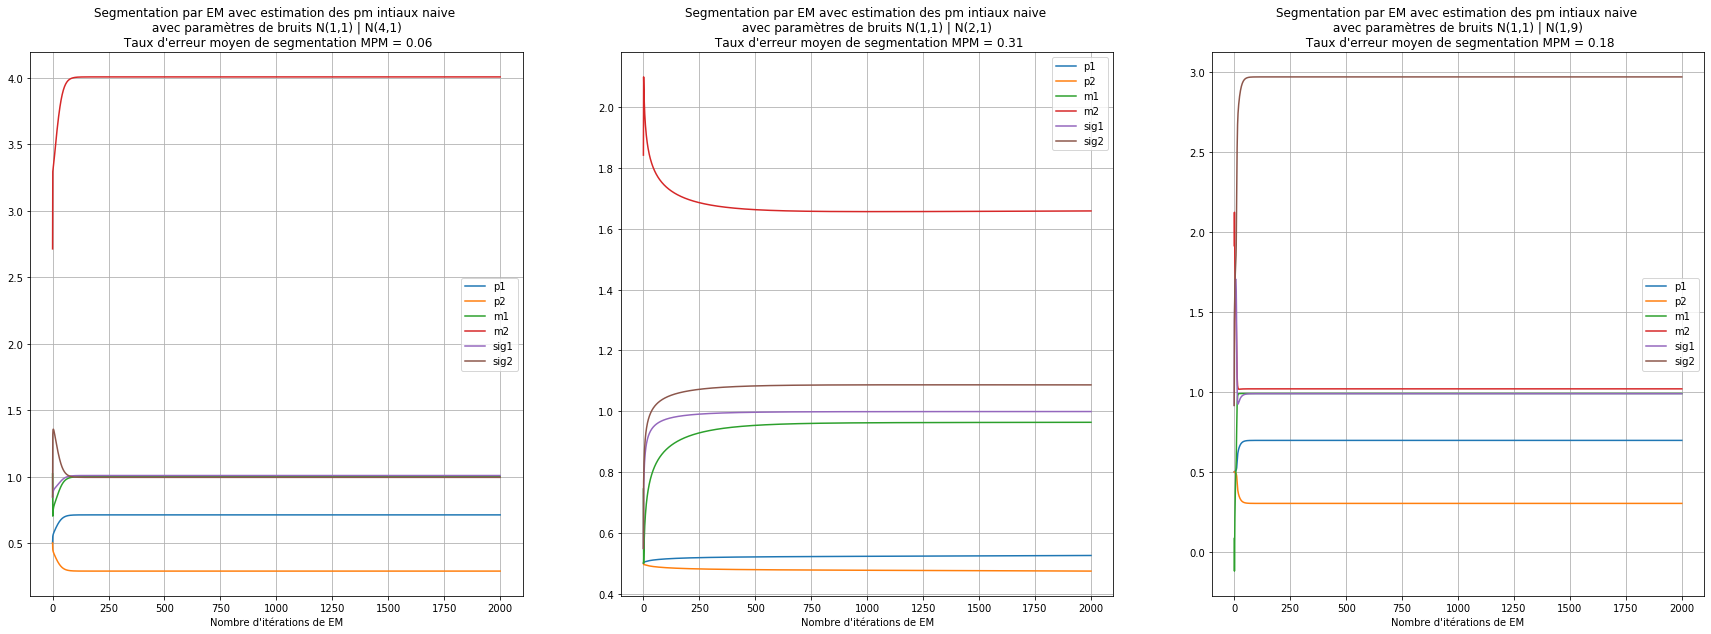 Segmentation par EM avec estimation des pm intiaux naive
avec paramètres de bruits N(1,1) | N(4,1)
Taux d'erreur moyen de segmentation MPM = 0.06
4.0
3.5
3.0
2.5
2.0
1.5
1.0
0.5
p1
p2
m1
m2
sig1
sig2
0 250 500 750 1000 1250 1500 1750 2000
Nombre d'itérations de EM
Segmentation par EM avec estimation des pm intiaux naive
avec paramètres de bruits N(1,1) | N(2,1)
Taux d'erreur moyen de segmentation MPM = 0.31
2.0
1.8
1.6
1.4
1.2
1.0
0.8
0.6
0.4
p1
p2
m1
m2
sig1
sig2
0 250 500 750 1000 1250 1500 1750 2000
Nombre d'itérations de EM
Segmentation par EM avec estimation des pm intiaux naive
avec paramètres de bruits N(1,1) | N(1,9)
Taux d'erreur moyen de segmentation MPM = 0.18
3.0
2.5
2.0
1.5
1.0
0.5
0.0
p1
p2
m1
m2
sig1
sig2
0 250 500 750 1000 1250 1500 1750 2000
Nombre d'itérations de EM